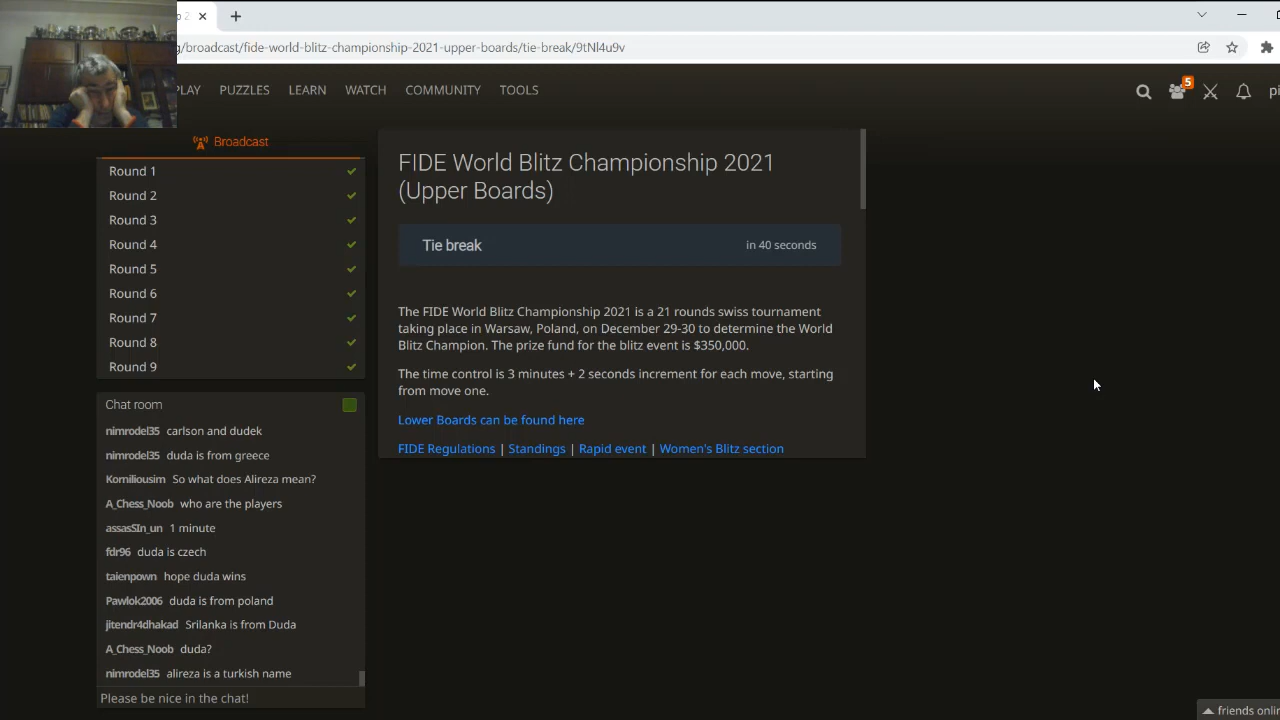 g/broadcast/fide-world-blitz-championship-2021-upper-boards/tie-break/9tNl4u9v
PLAY PUZZLES LEARN WATCH COMMUNITY TOOLS
5
Broadcast
Round 1
Round 2
Round 3
Round 4
Round 5
Round 6
Round 7
Round 8
Round 9
FIDE World Blitz Championship 2021
(Upper Boards)
Tie break in 40 seconds
The FIDE World Blitz Championship 2021 is a 21 rounds swiss tournament
taking place in Warsaw, Poland, on December 29-30 to determine the World
Blitz Champion. The prize fund for the blitz event is $350,000.
The time control is 3 minutes + 2 seconds increment for each move, starting
from move one.
Lower Boards can be found here
FIDE Regulations | Standings | Rapid event | Women's Blitz section
Chat room
nimrodel35 carlson and dudek
nimrodel35 duda is from greece
Korniliousim So what does Alireza mean?
A_Chess_Noob who are the players
assasSIn_un 1 minute
fdr96 duda is czech
taienpown hope duda wins
Pawlok2006 duda is from poland
jitendr4dhakad Srilanka is from Duda
A_Chess_Noob duda?
nimrodel35 alireza is a turkish name
Please be nice in the chat!
friends onlin